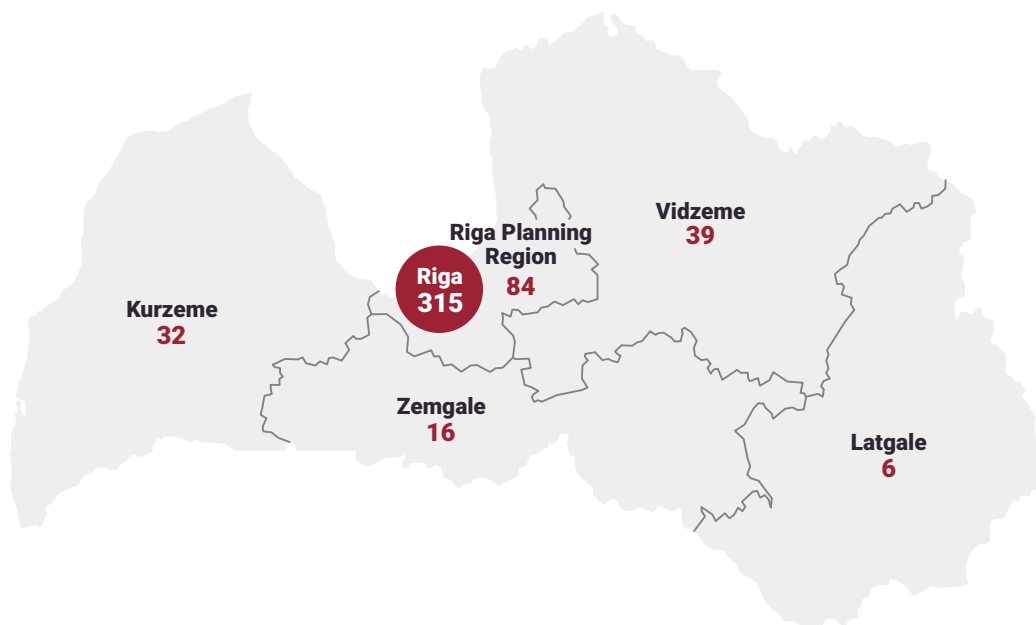 Vidzeme
39
Riga Planning
Region
84
Riga
315
Kurzeme
32
Zemgale
16
Latgale
6